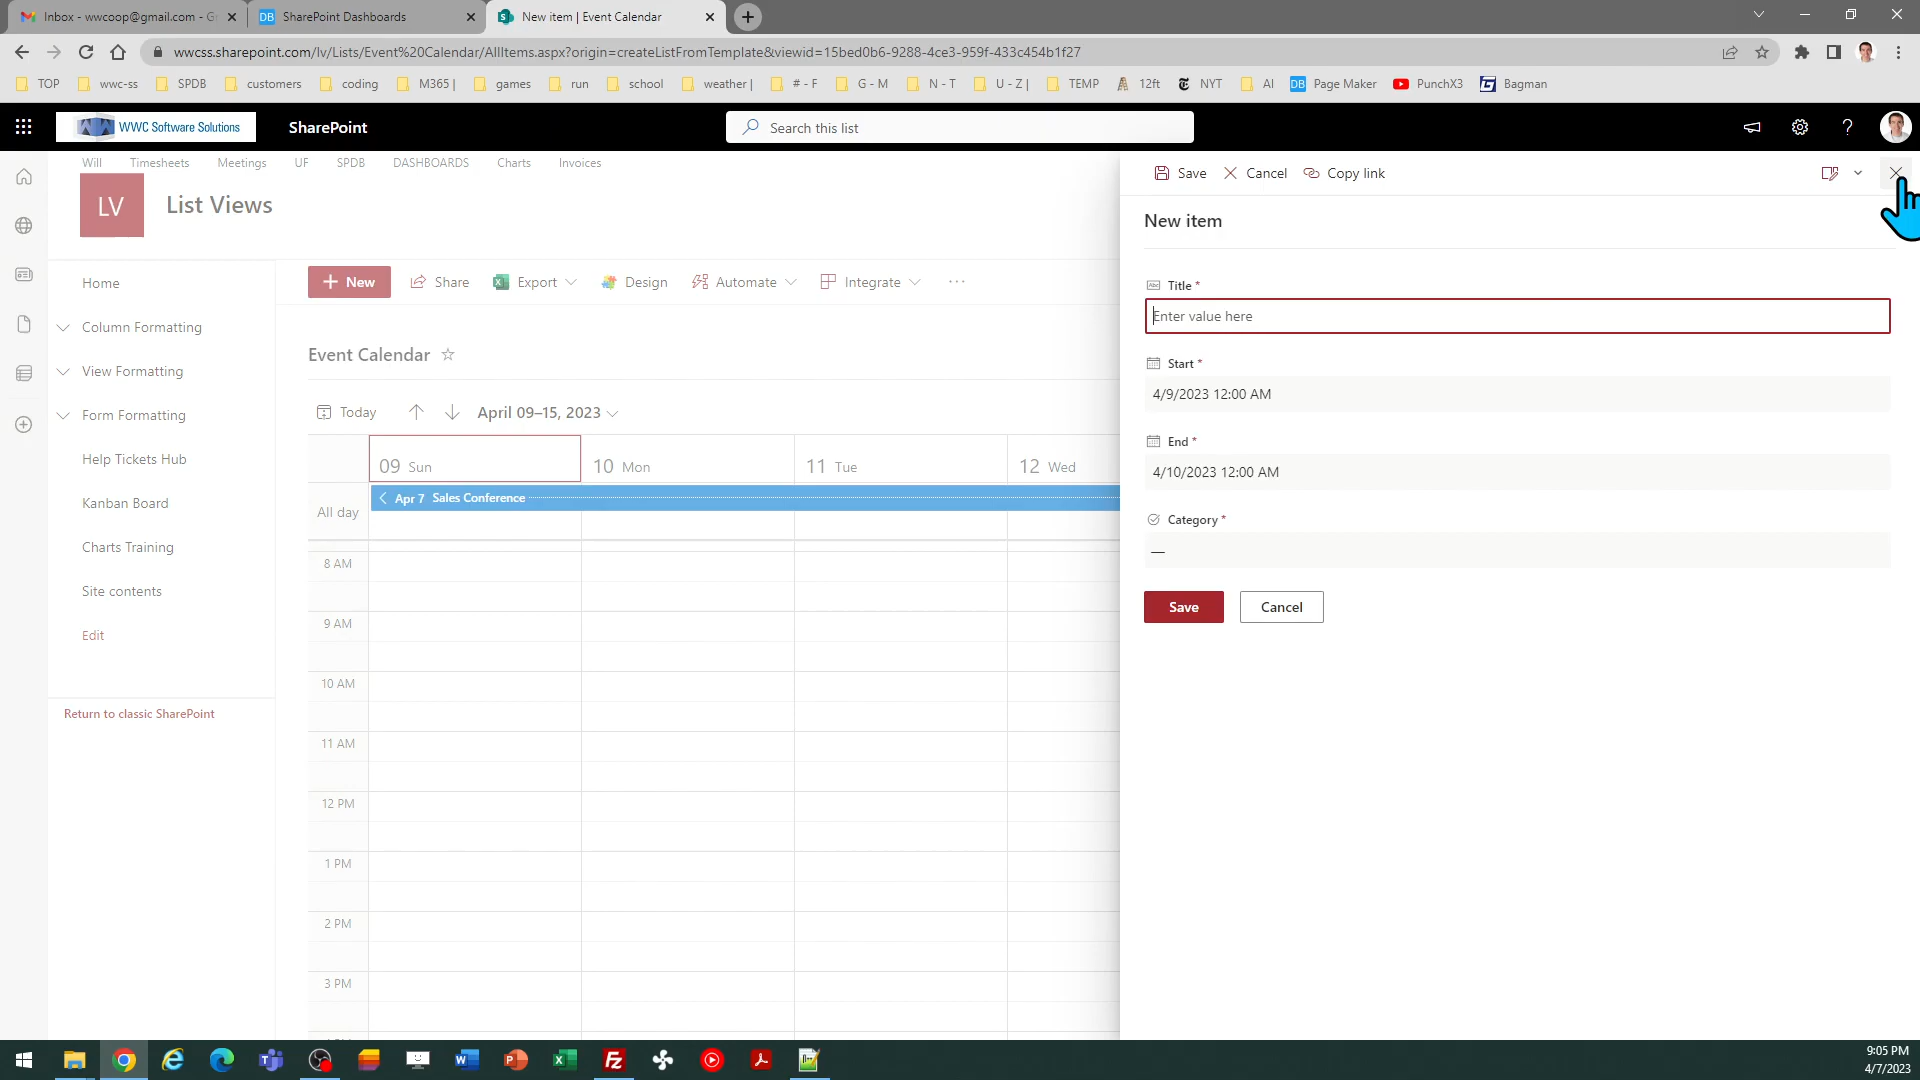 Inbox - wwcoop@gmail.com - G
SharePoint Dashboards
New item | Event Calendar
wwcss.sharepoint.com/lv/Lists/Event%20Calendar/AllItems.aspx?origin=createListFromTemplate&viewid=15bed0b6-9288-4ce3-959f-433c454b1f27
TOP
wwc-ss
SPDB
customers
coding
M365 |
games
run
school
weather |
# - F
G - M
N - T
U - Z |
TEMP
12ft
NYT
AI
DB Page Maker
PunchX3
Bagman
WWC Software Solutions
SharePoint
Search this list
Will
Timesheets
Meetings
UF
SPDB
DASHBOARDS
Charts
Invoices
LV
List Views
Home
Column Formatting
View Formatting
Form Formatting
Help Tickets Hub
Kanban Board
Charts Training
Site contents
Edit
Return to classic SharePoint
New
Share
Export
Design
Automate
Integrate
Event Calendar
Today
April 09–15, 2023
09 Sun
10 Mon
11 Tue
12 Wed
Apr 7 Sales Conference
All day
8 AM
9 AM
10 AM
11 AM
12 PM
1 PM
2 PM
3 PM
Save
Cancel
Copy link
New item
Title *
Enter value here
Start *
4/9/2023 12:00 AM
End *
4/10/2023 12:00 AM
Category *
—
Save
Cancel
9:05 PM
4/7/2023